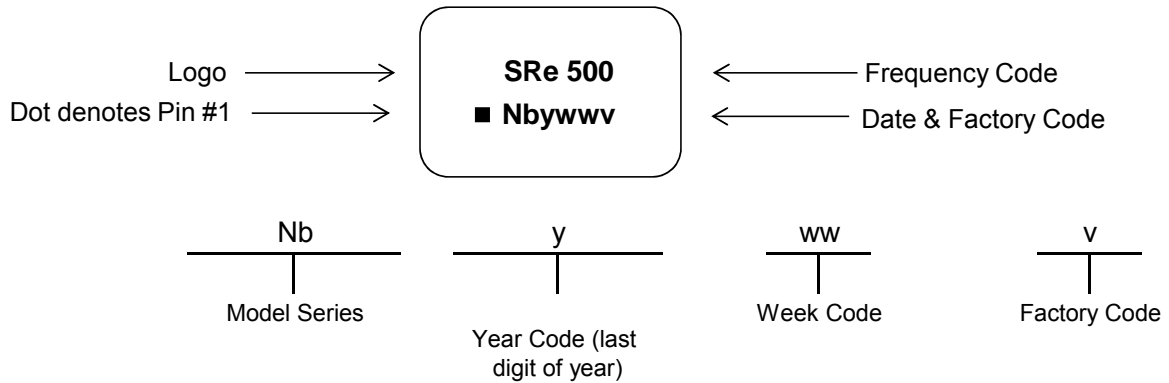 Logo
SRe 500
Frequency Code
Dot denotes Pin #1
Nbywwv
Date & Factory Code
Nb
y
ww
v
Model Series
Year Code (last
digit of year)
Week Code
Factory Code